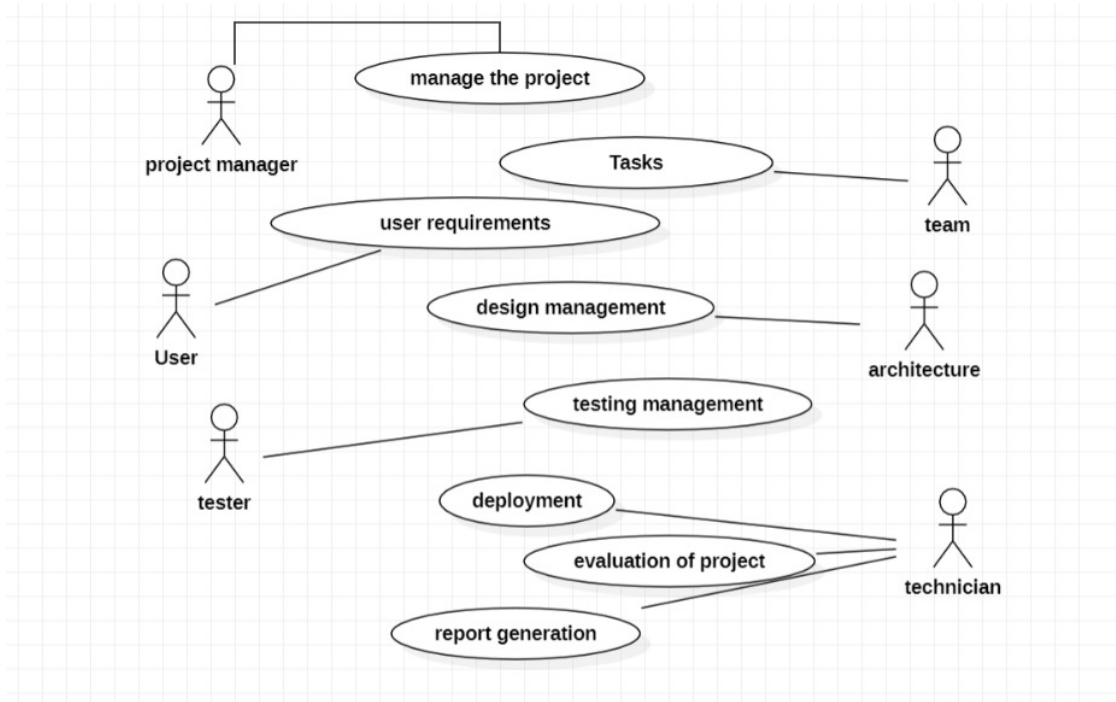 manage the project
project manager
Tasks
team
user requirements
User
design management
architecture
testing management
tester
deployment
evaluation of project
technician
report generation